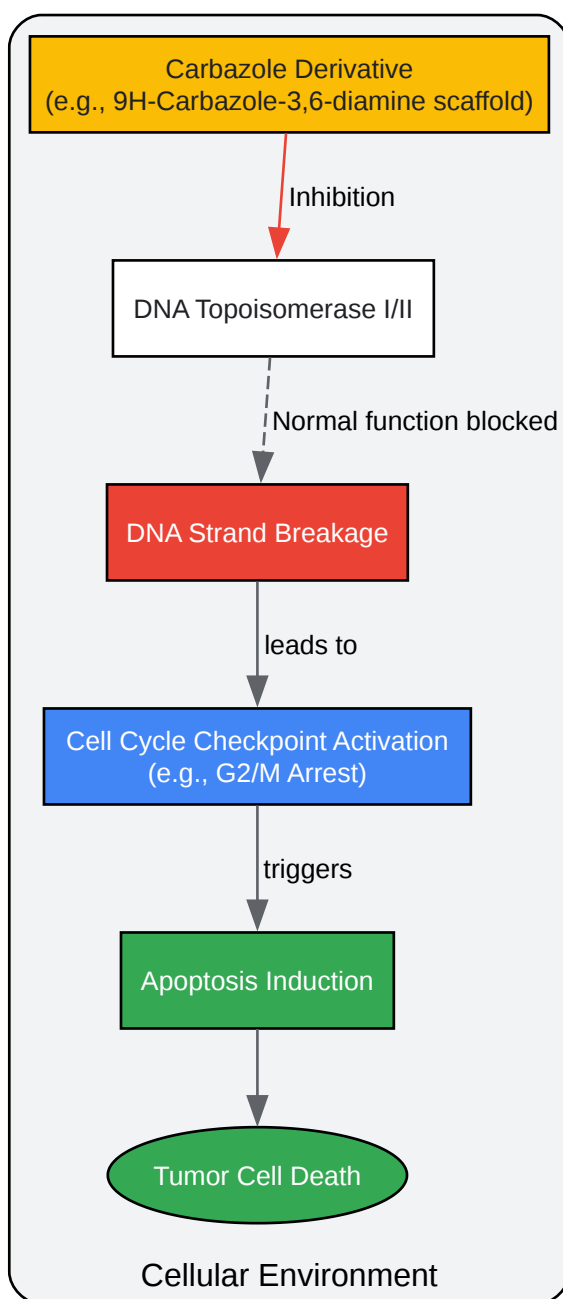 Carbazole Derivative
(e.g., 9H-Carbazole-3,6-diamine scaffold)
Inhibition
DNA Topoisomerase I/II
Normal function blocked
DNA Strand Breakage
leads to
Cell Cycle Checkpoint Activation
(e.g., G2/M Arrest)
triggers
Apoptosis Induction
Tumor Cell Death
Cellular Environment